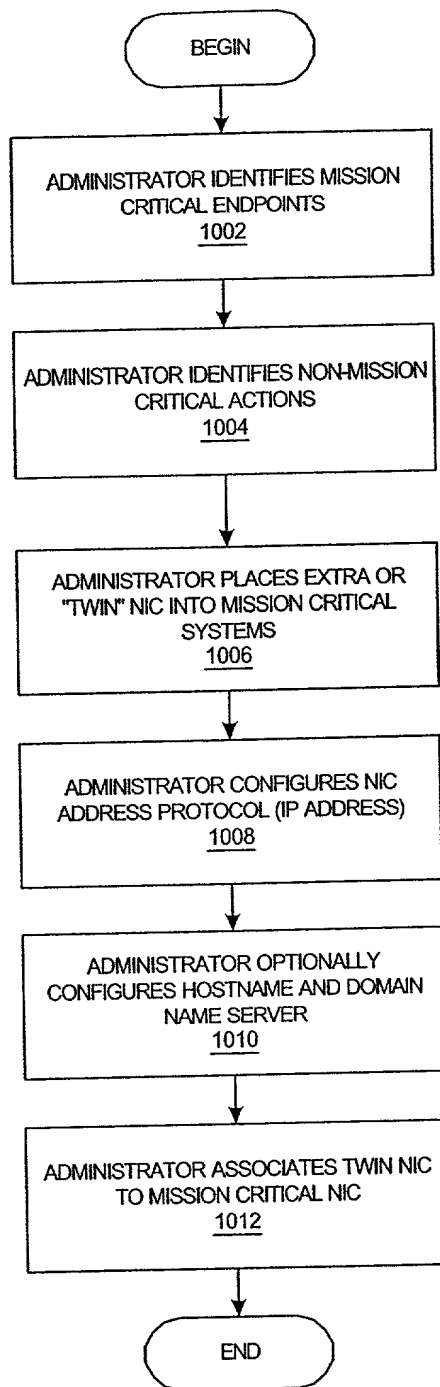 BEGIN
ADMINISTRATOR IDENTIFIES MISSION
CRITICAL ENDPOINTS
1002
ADMINISTRATOR IDENTIFIES NON-MISSION
CRITICAL ACTIONS
1004
ADMINISTRATOR PLACES EXTRA OR
"TWIN" NIC INTO MISSION CRITICAL
SYSTEMS
1006
ADMINISTRATOR CONFIGURES NIC
ADDRESS PROTOCOL (IP ADDRESS)
1008
ADMINISTRATOR OPTIONALLY
CONFIGURES HOSTNAME AND DOMAIN
NAME SERVER
1010
ADMINISTRATOR ASSOCIATES TWIN NIC
TO MISSION CRITICAL NIC
1012
END